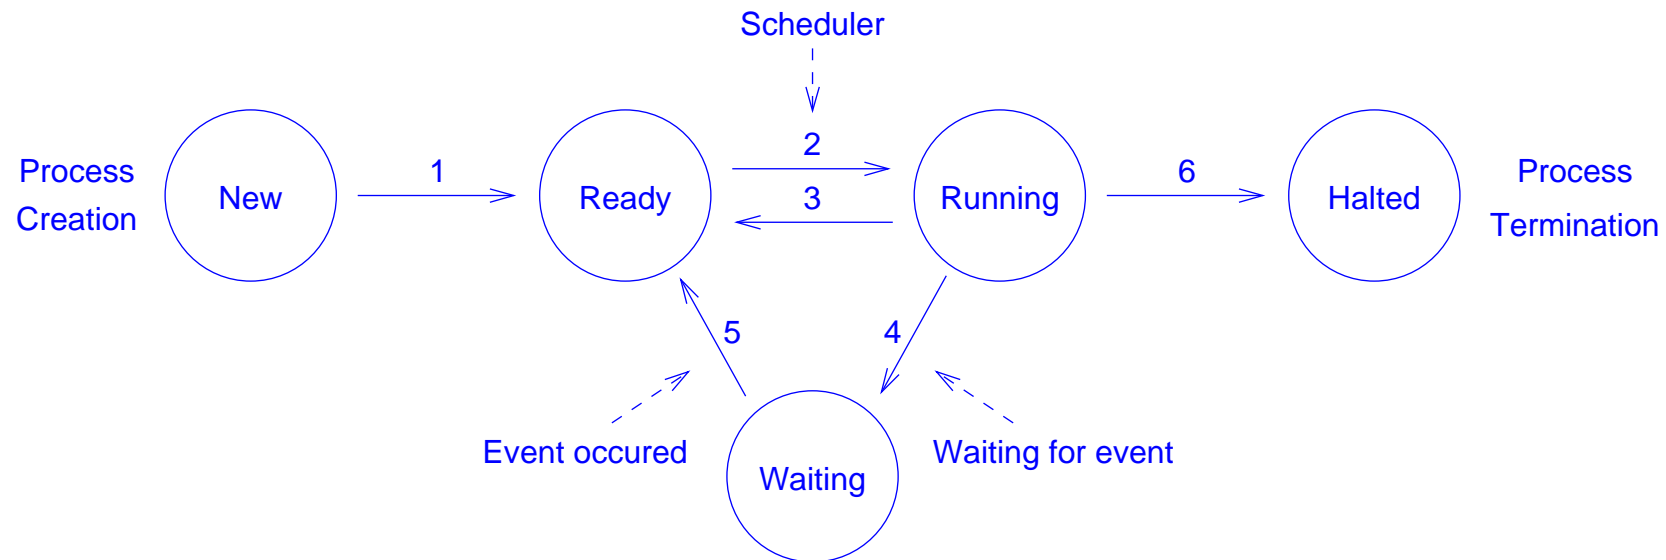 Scheduler
Process
Creation
New
1
Ready
2
3
Running
6
Halted
Process
Termination
5
4
Event occured
Waiting for event
Waiting